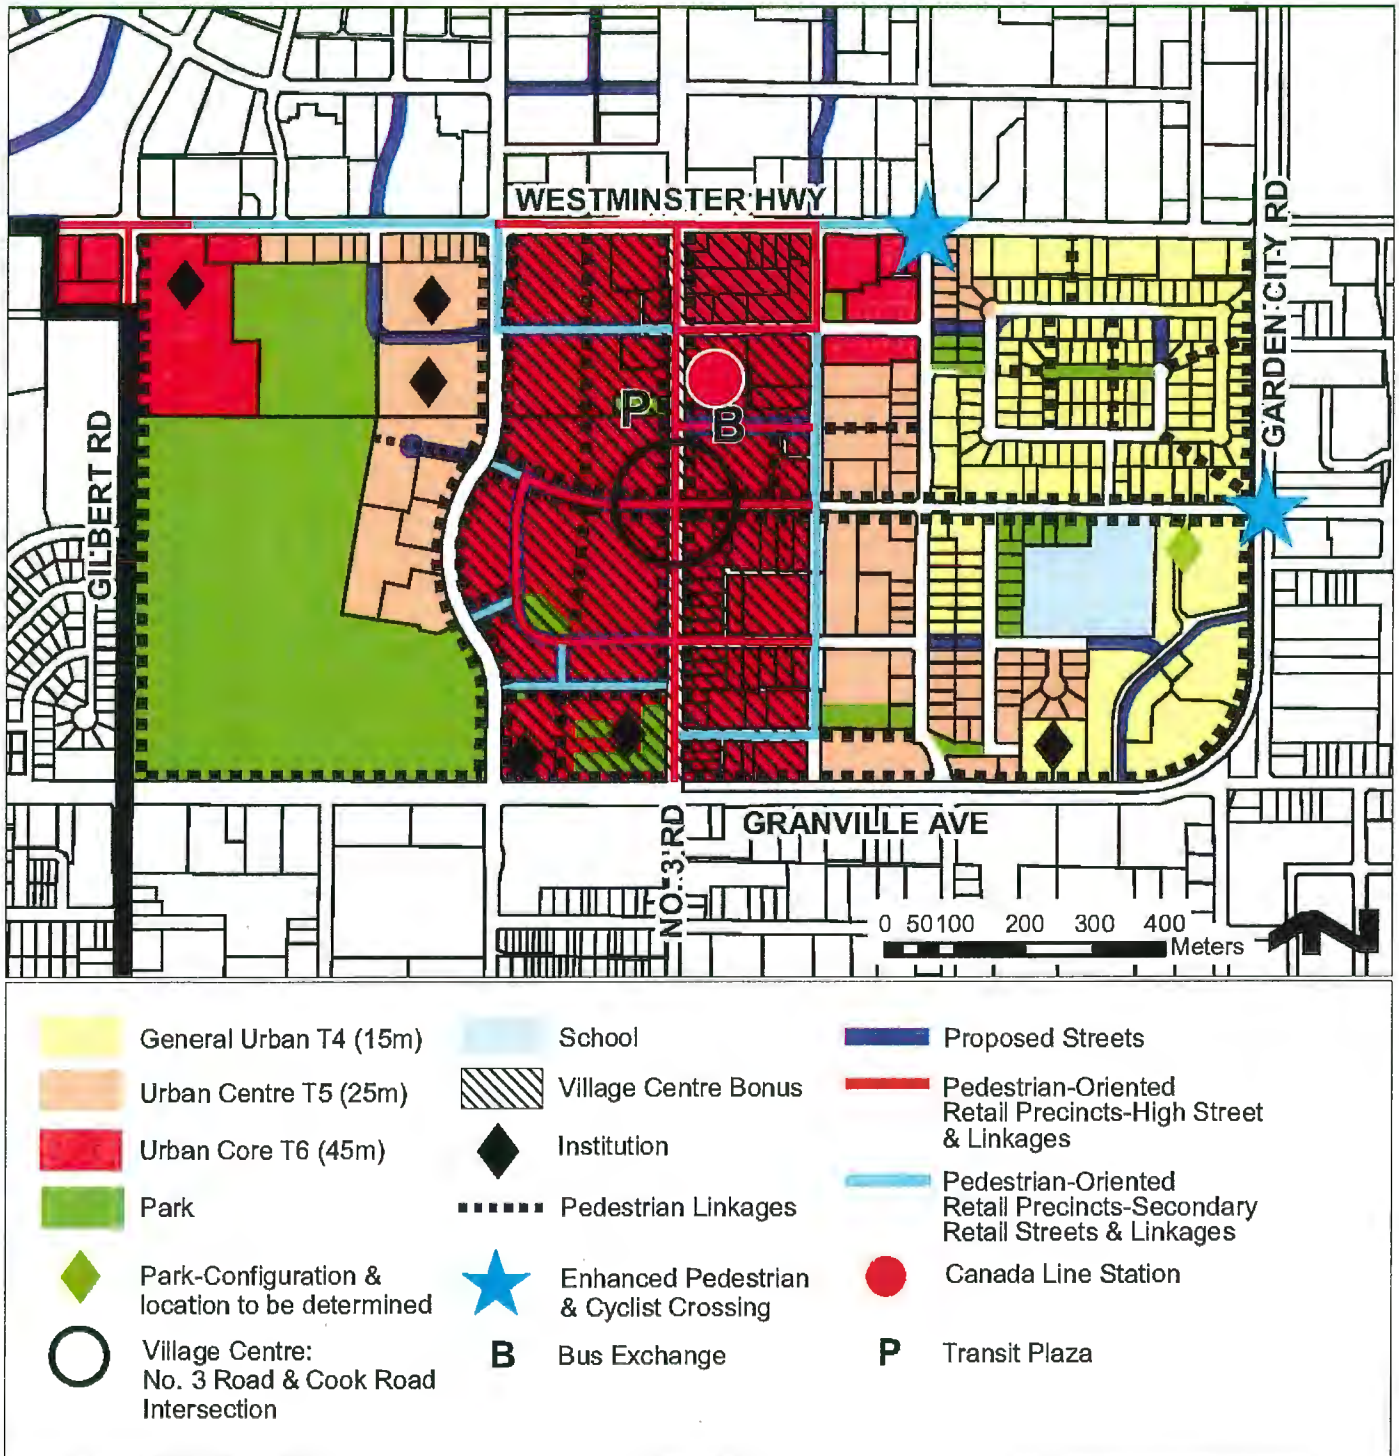 WESTMINSTER HWY
GARDEN CITY RD
P
B
GILBERT RD
NO. 3 RD
GRANVILLE AVE
0 50 100 200 300 400
Meters
N
General Urban T4 (15m)
Urban Centre T5 (25m)
Urban Core T6 (45m)
Park
Park-Configuration &
location to be determined
Village Centre:
No. 3 Road & Cook Road
Intersection
School
Village Centre Bonus
Institution
Pedestrian Linkages
Enhanced Pedestrian
& Cyclist Crossing
B Bus Exchange
Proposed Streets
Pedestrian-Oriented
Retail Precincts-High Street
& Linkages
Pedestrian-Oriented
Retail Precincts-Secondary
Retail Streets & Linkages
Canada Line Station
P Transit Plaza